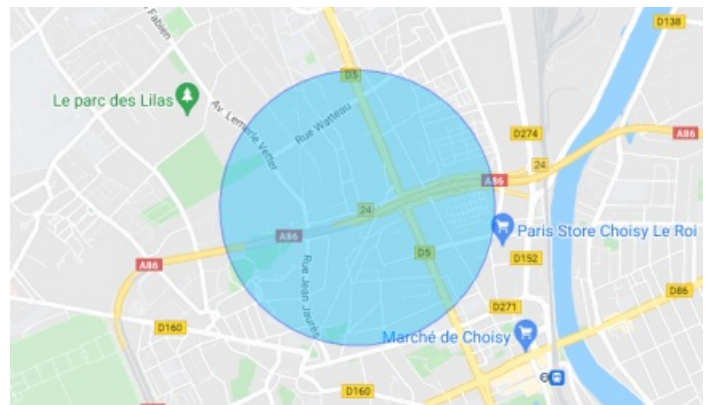 Fabien
D5
D138
Le parc des Lilas
Av. Lemerle Vetter
Rue Watteau
D274
A86
24
A86
24
A86
Paris Store Choisy Le Roi
A86
D5
D152
Rue Jean Jaurès
D86
D271
D160
Marché de Choisy
D160